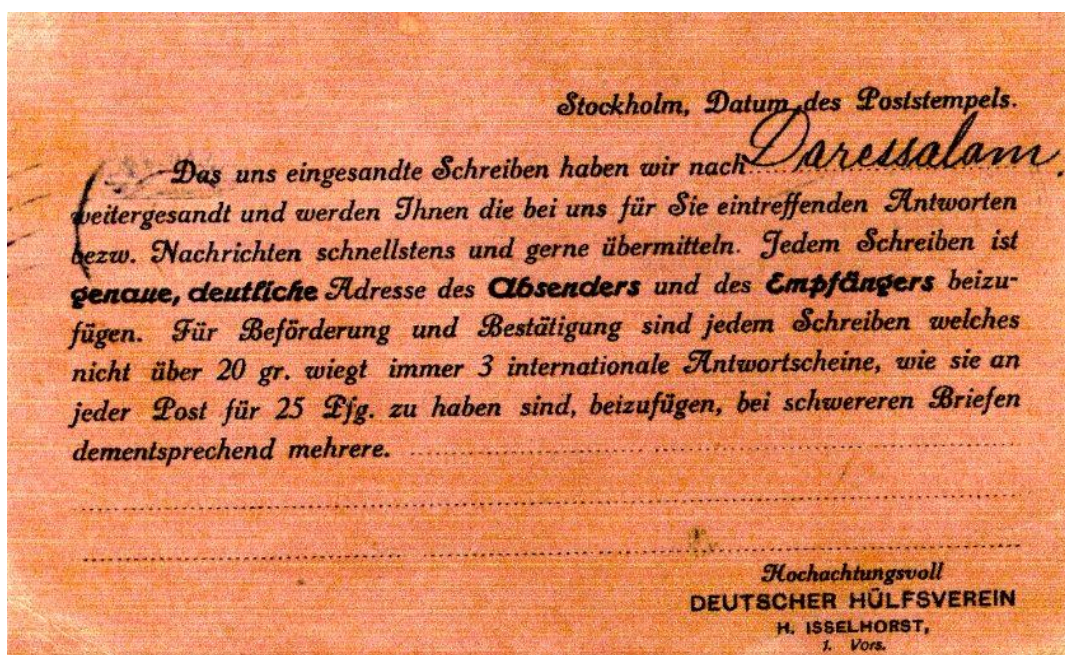 Stockholm, Datum des Poststempels.
Das uns eingesandte Schreiben haben wir nach Daressalam
weitergesandt und werden Ihnen die bei uns für Sie eintreffenden Antworten
bezw. Nachrichten schnellstens und gerne übermitteln. Jedem Schreiben ist
genaue, deutliche Adresse des Absenders und des Empfängers beizu-
fügen. Für Beförderung und Bestätigung sind jedem Schreiben welches
nicht über 20 gr. wiegt immer 3 internationale Antwortscheine, wie sie an
jeder Post für 25 Pfg. zu haben sind, beizufügen, bei schwereren Briefen
dementsprechend mehrere.
Hochachtungsvoll
DEUTSCHER HÜLFSVEREIN
H. ISSELHORST,
1. Vors.